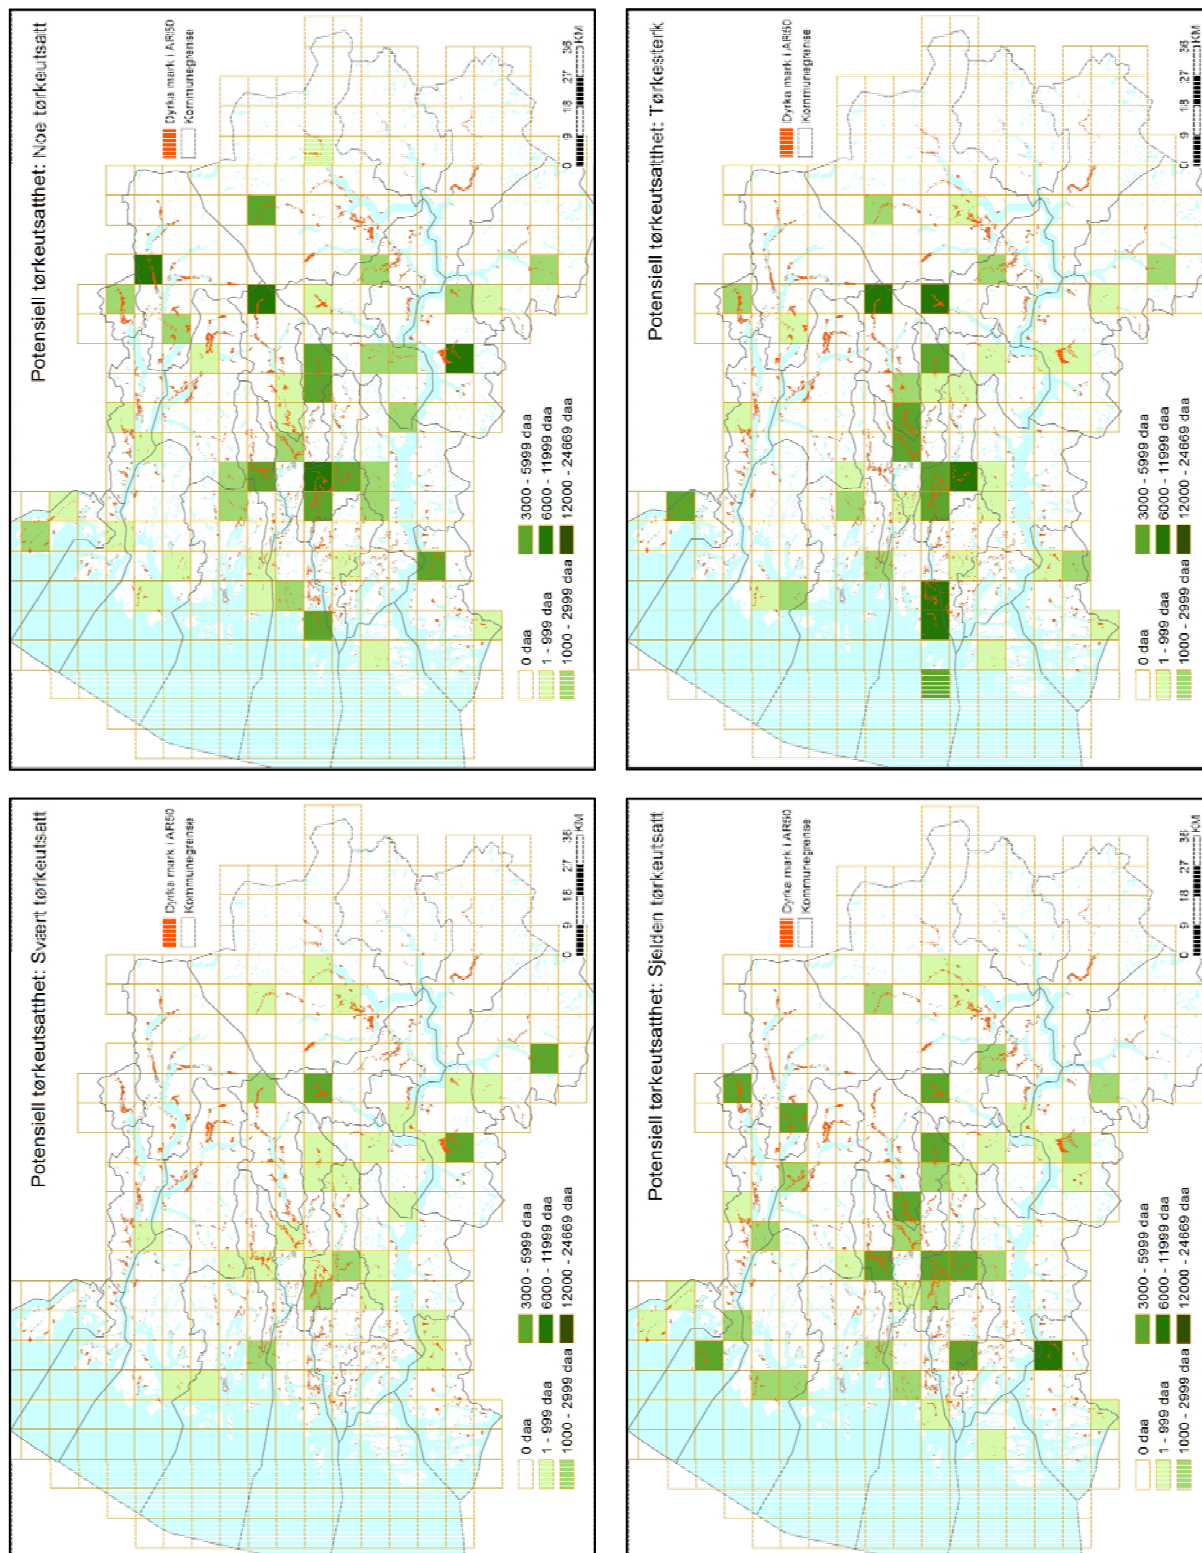 Potensiell tørkeutsatthet: Svært tørkeutsatt
Dyrka mark i AR50
Kommunegrense
0 daa
1 - 999 daa
1000 - 2999 daa
3000 - 5999 daa
6000 - 11999 daa
12000 - 24669 daa
0 9 18 27 36
KM
Potensiell tørkeutsatthet: Noe tørkeutsatt
Dyrka mark i AR50
Kommunegrense
0 daa
1 - 999 daa
1000 - 2999 daa
3000 - 5999 daa
6000 - 11999 daa
12000 - 24669 daa
0 9 18 27 36
KM
Potensiell tørkeutsatthet: Sjelden tørkeutsatt
Dyrka mark i AR50
Kommunegrense
0 daa
1 - 999 daa
1000 - 2999 daa
3000 - 5999 daa
6000 - 11999 daa
12000 - 24669 daa
0 9 18 27 36
KM
Potensiell tørkeutsatthet: Tørkesterk
Dyrka mark i AR50
Kommunegrense
0 daa
1 - 999 daa
1000 - 2999 daa
3000 - 5999 daa
6000 - 11999 daa
12000 - 24669 daa
0 9 18 27 36
KM